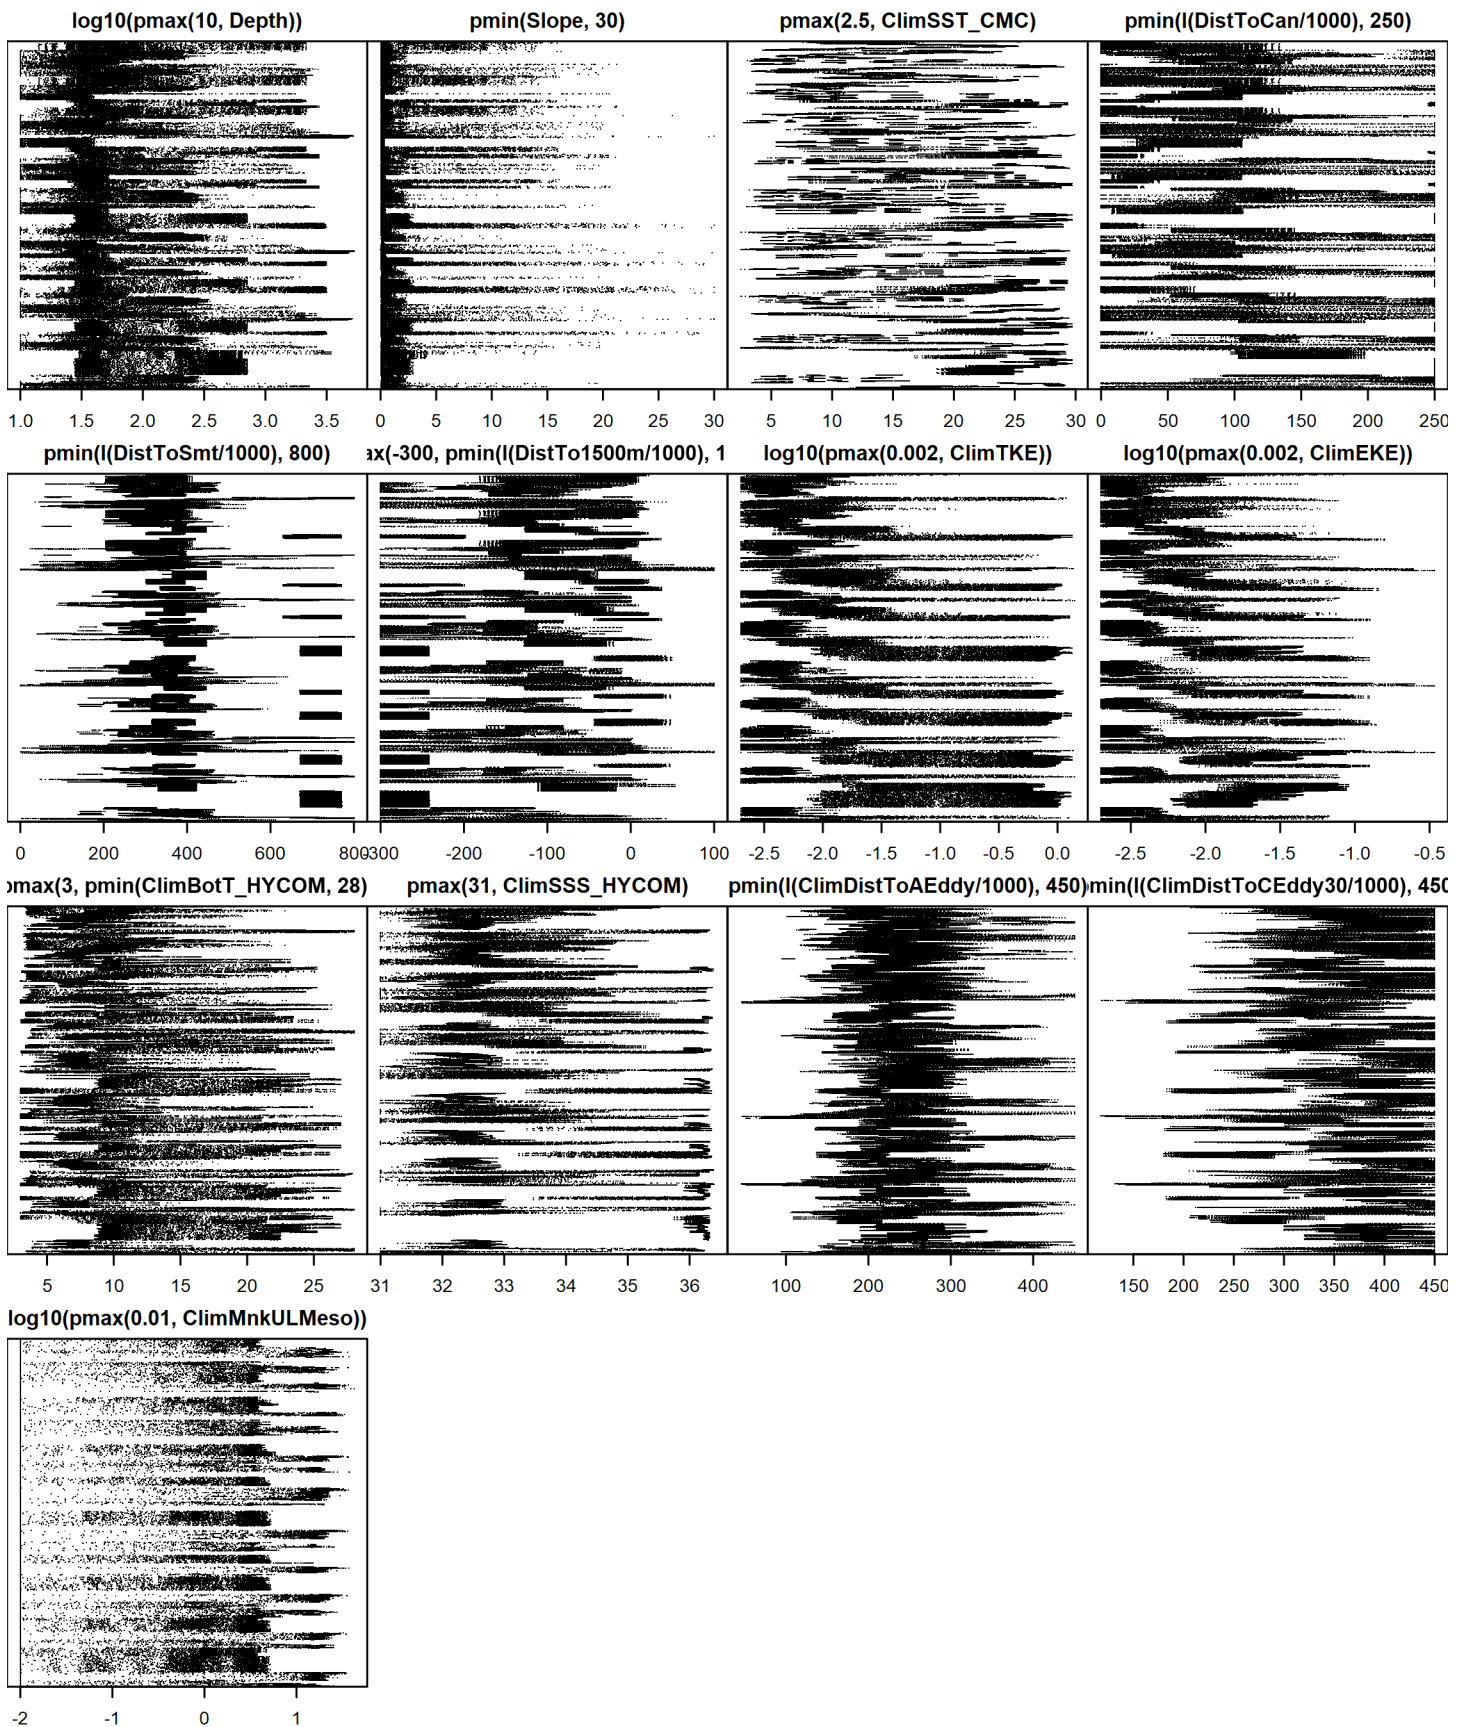 log10(pmax(10, Depth)) pmin(Slope, 30) pmax(2.5, ClimSST_CMC) pmin(I(DistToCan/1000), 250)
1.0 1.5 2.0 2.5 3.0 3.5 0 5 10 15 20 25 30 5 10 15 20 25 30 0 50 100 150 200 250
pmin(I(DistToSmt/1000), 800) ax(-300, pmin(I(DistTo1500m/1000), 1 log10(pmax(0.002, ClimTKE)) log10(pmax(0.002, ClimEKE))
0 200 400 600 800 -300 -200 -100 0 100 -2.5 -2.0 -1.5 -1.0 -0.5 0.0 -2.5 -2.0 -1.5 -1.0 -0.5
pmax(3, pmin(ClimBotT_HYCOM, 28) pmax(31, ClimSSS_HYCOM) pmin(I(ClimDistToAEddy/1000), 450) pmin(I(ClimDistToCEddy30/1000), 450
5 10 15 20 25 31 32 33 34 35 36 100 200 300 400 150 200 250 300 350 400 450
log10(pmax(0.01, ClimMnkULMeso))
-2 -1 0 1